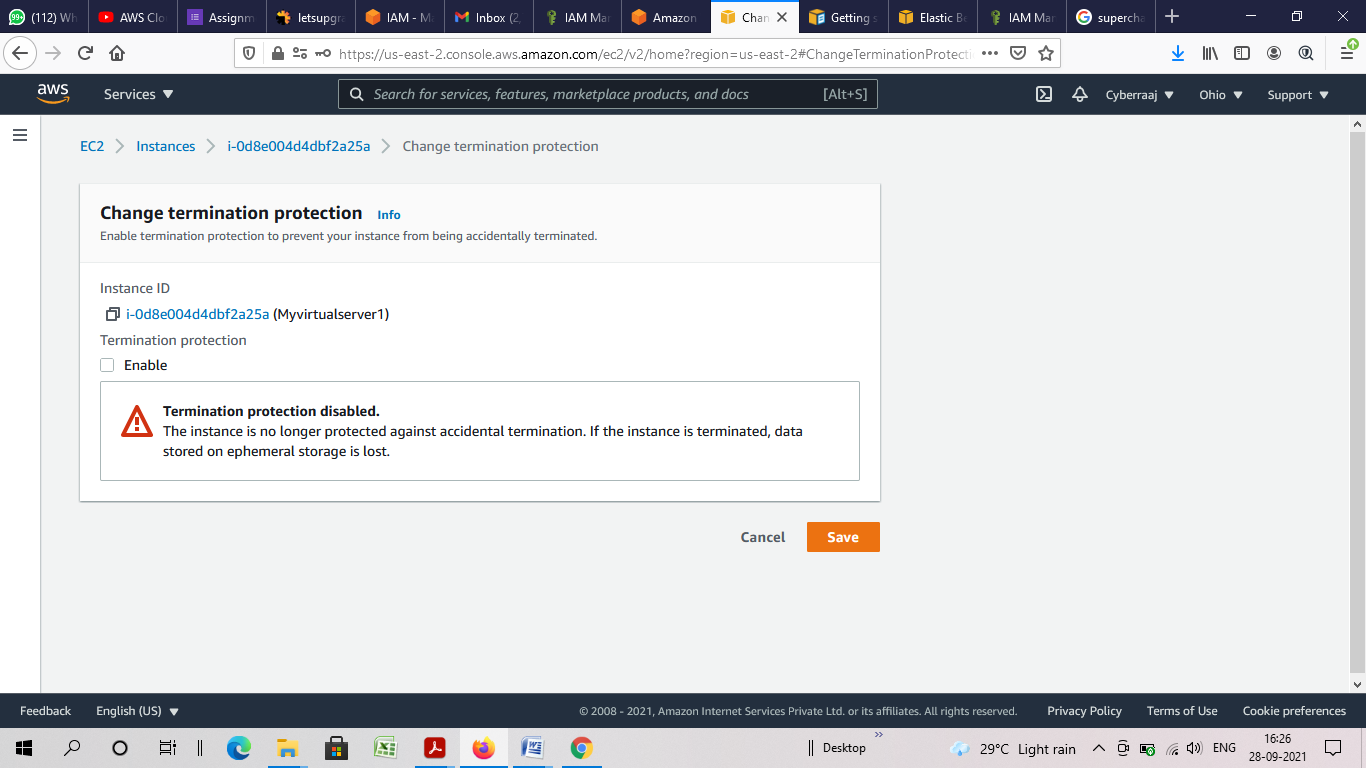 (112) Wh
AWS Clo
Assignm
letsupgra
IAM - Ma
Inbox (2,
IAM Man
Amazon
Chan
Getting s
Elastic Be
IAM Man
supercha
https://us-east-2.console.aws.amazon.com/ec2/v2/home?region=us-east-2#ChangeTerminationProtecti
aws
Services
Search for services, features, marketplace products, and docs
[Alt+S]
Cyberraaj
Ohio
Support
EC2 > Instances > i-0d8e004d4dbf2a25a > Change termination protection
Change termination protection Info
Enable termination protection to prevent your instance from being accidentally terminated.
Instance ID
i-0d8e004d4dbf2a25a (Myvirtualserver1)
Termination protection
Enable
Termination protection disabled.
The instance is no longer protected against accidental termination. If the instance is terminated, data
stored on ephemeral storage is lost.
Cancel
Save
Feedback
English (US)
© 2008 - 2021, Amazon Internet Services Private Ltd. or its affiliates. All rights reserved.
Privacy Policy
Terms of Use
Cookie preferences
Desktop
29°C Light rain
ENG
16:26
28-09-2021